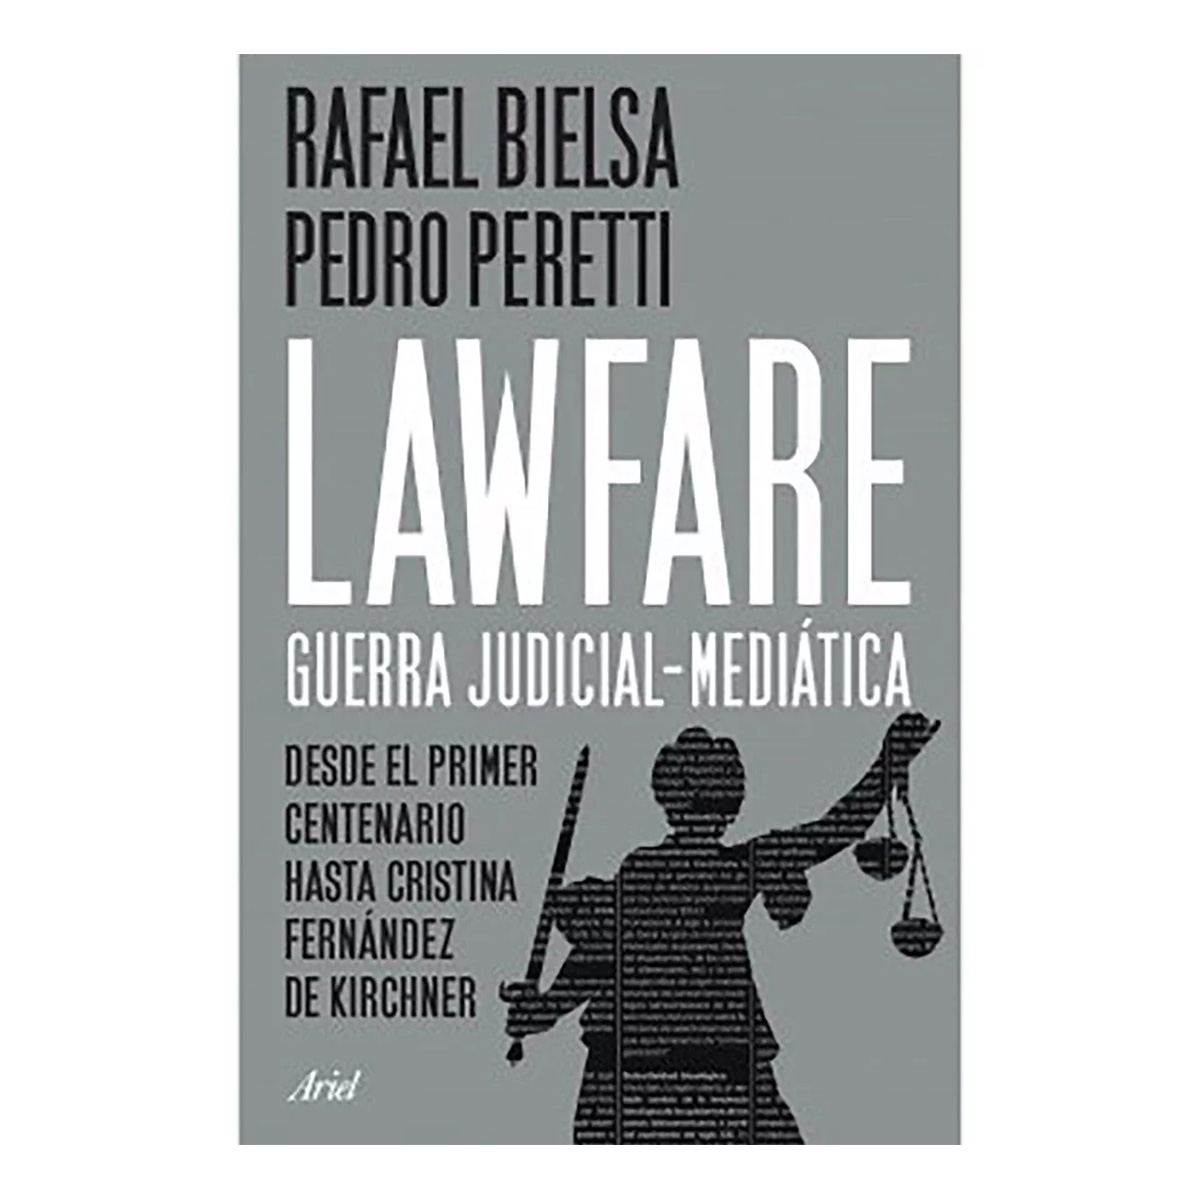 RAFAEL BIELSA
PEDRO PERETTI
LAWFARE
GUERRA JUDICIAL-MEDIÁTICA
DESDE EL PRIMER
CENTENARIO
HASTA CRISTINA
FERNÁNDEZ
DE KIRCHNER
Ariel